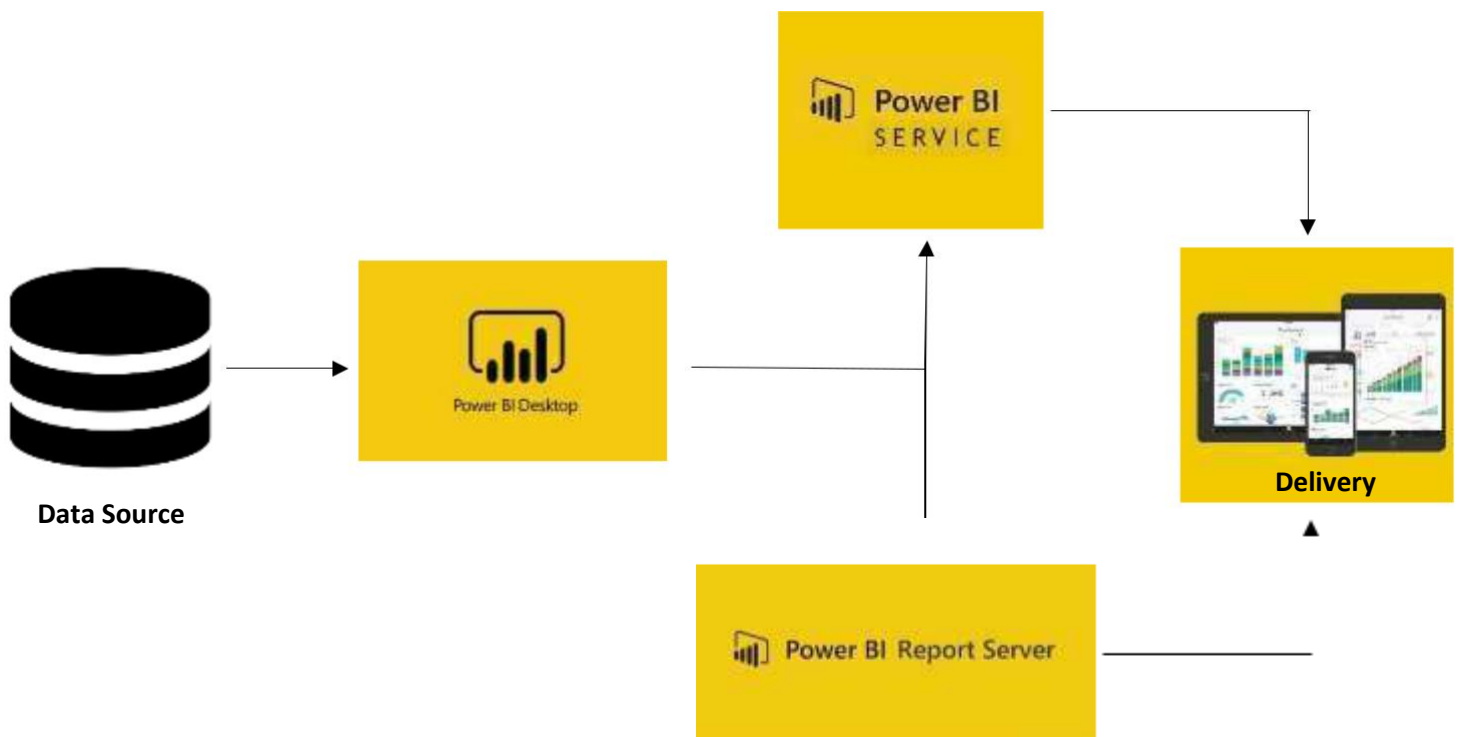 Power BI
SERVICE
Power BI Desktop
Data Source
Delivery
Power BI Report Server